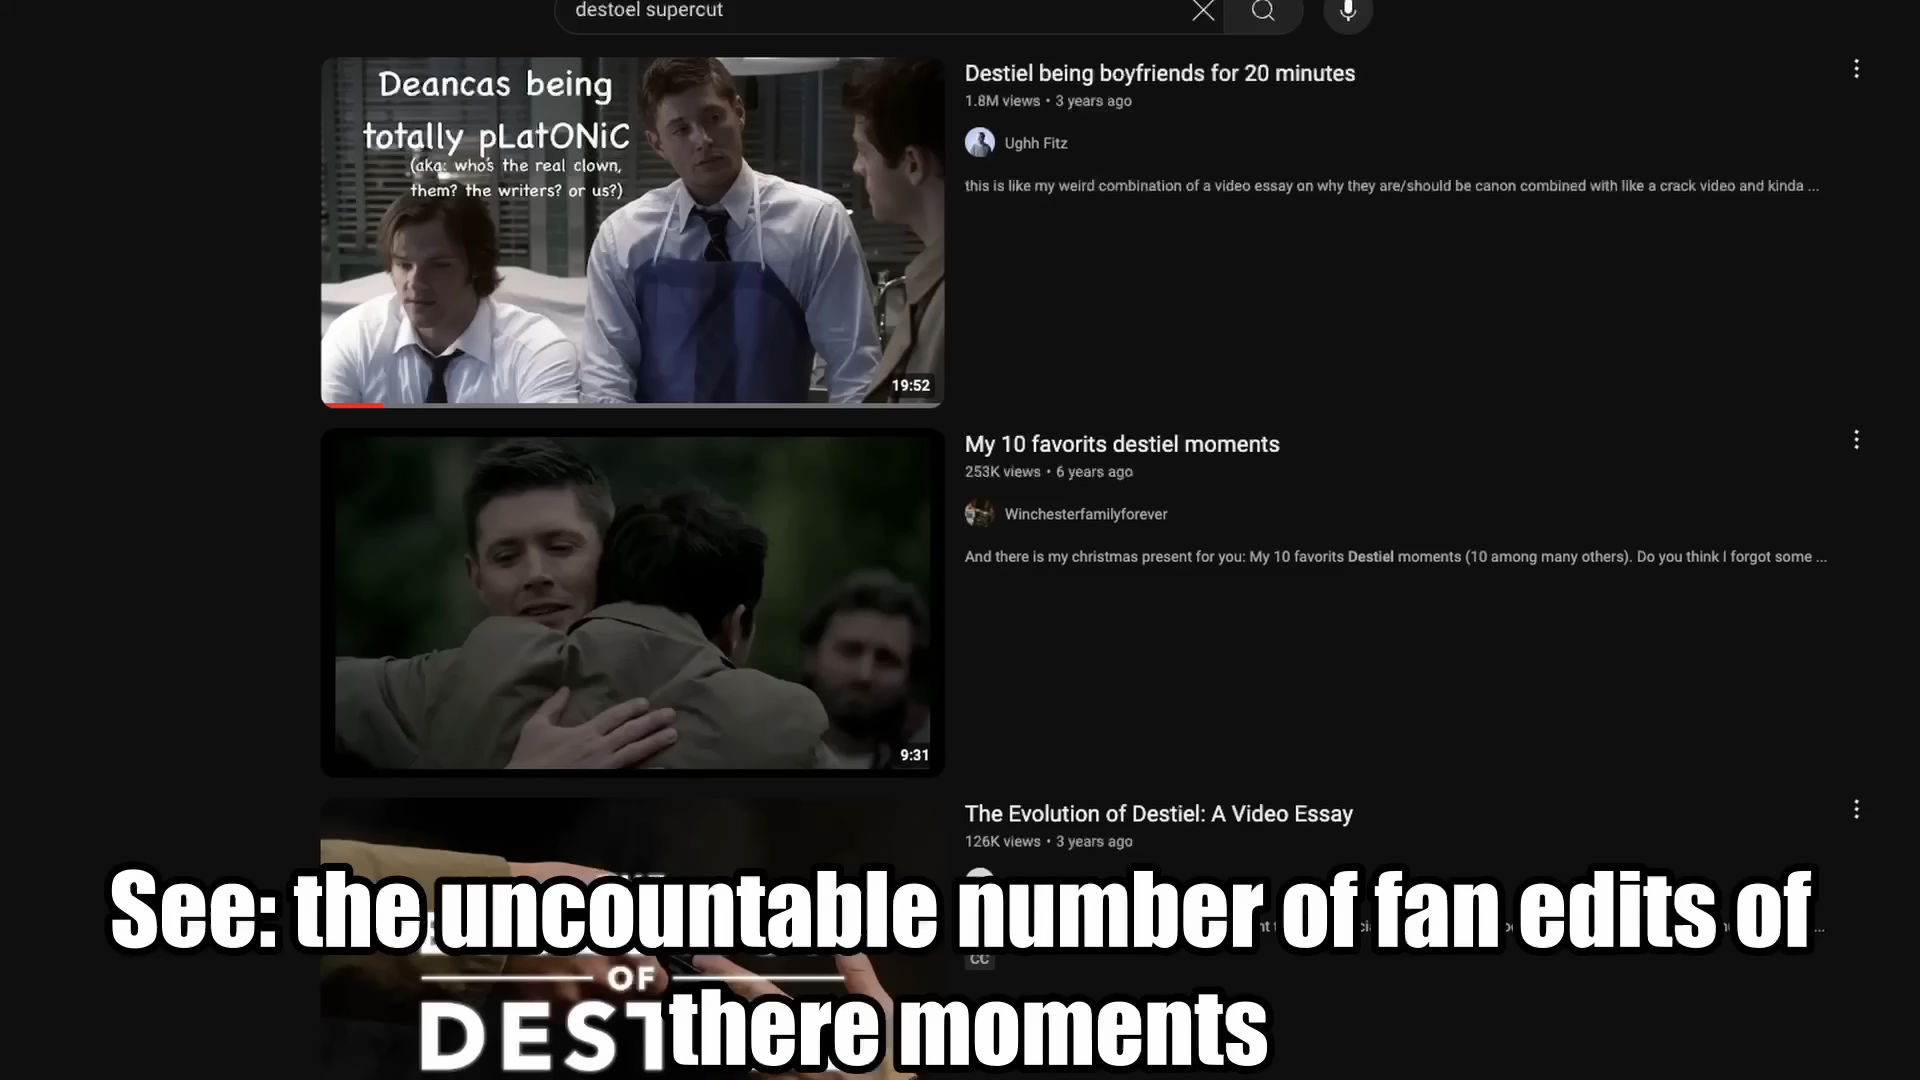 destoel supercut
Deancas being
totally pLatONiC
(aka: who's the real clown,
them? the writers? or us?)
19:52
Destiel being boyfriends for 20 minutes
1.8M views • 3 years ago
Ughh Fitz
this is like my weird combination of a video essay on why they are/should be canon combined with like a crack video and kinda ...
9:31
My 10 favorits destiel moments
253K views • 6 years ago
Winchesterfamilyforever
And there is my christmas present for you: My 10 favorits Destiel moments (10 among many others). Do you think I forgot some ...
The Evolution of Destiel: A Video Essay
126K views • 3 years ago
CC
OF
See: the uncountable number of fan edits of
there moments